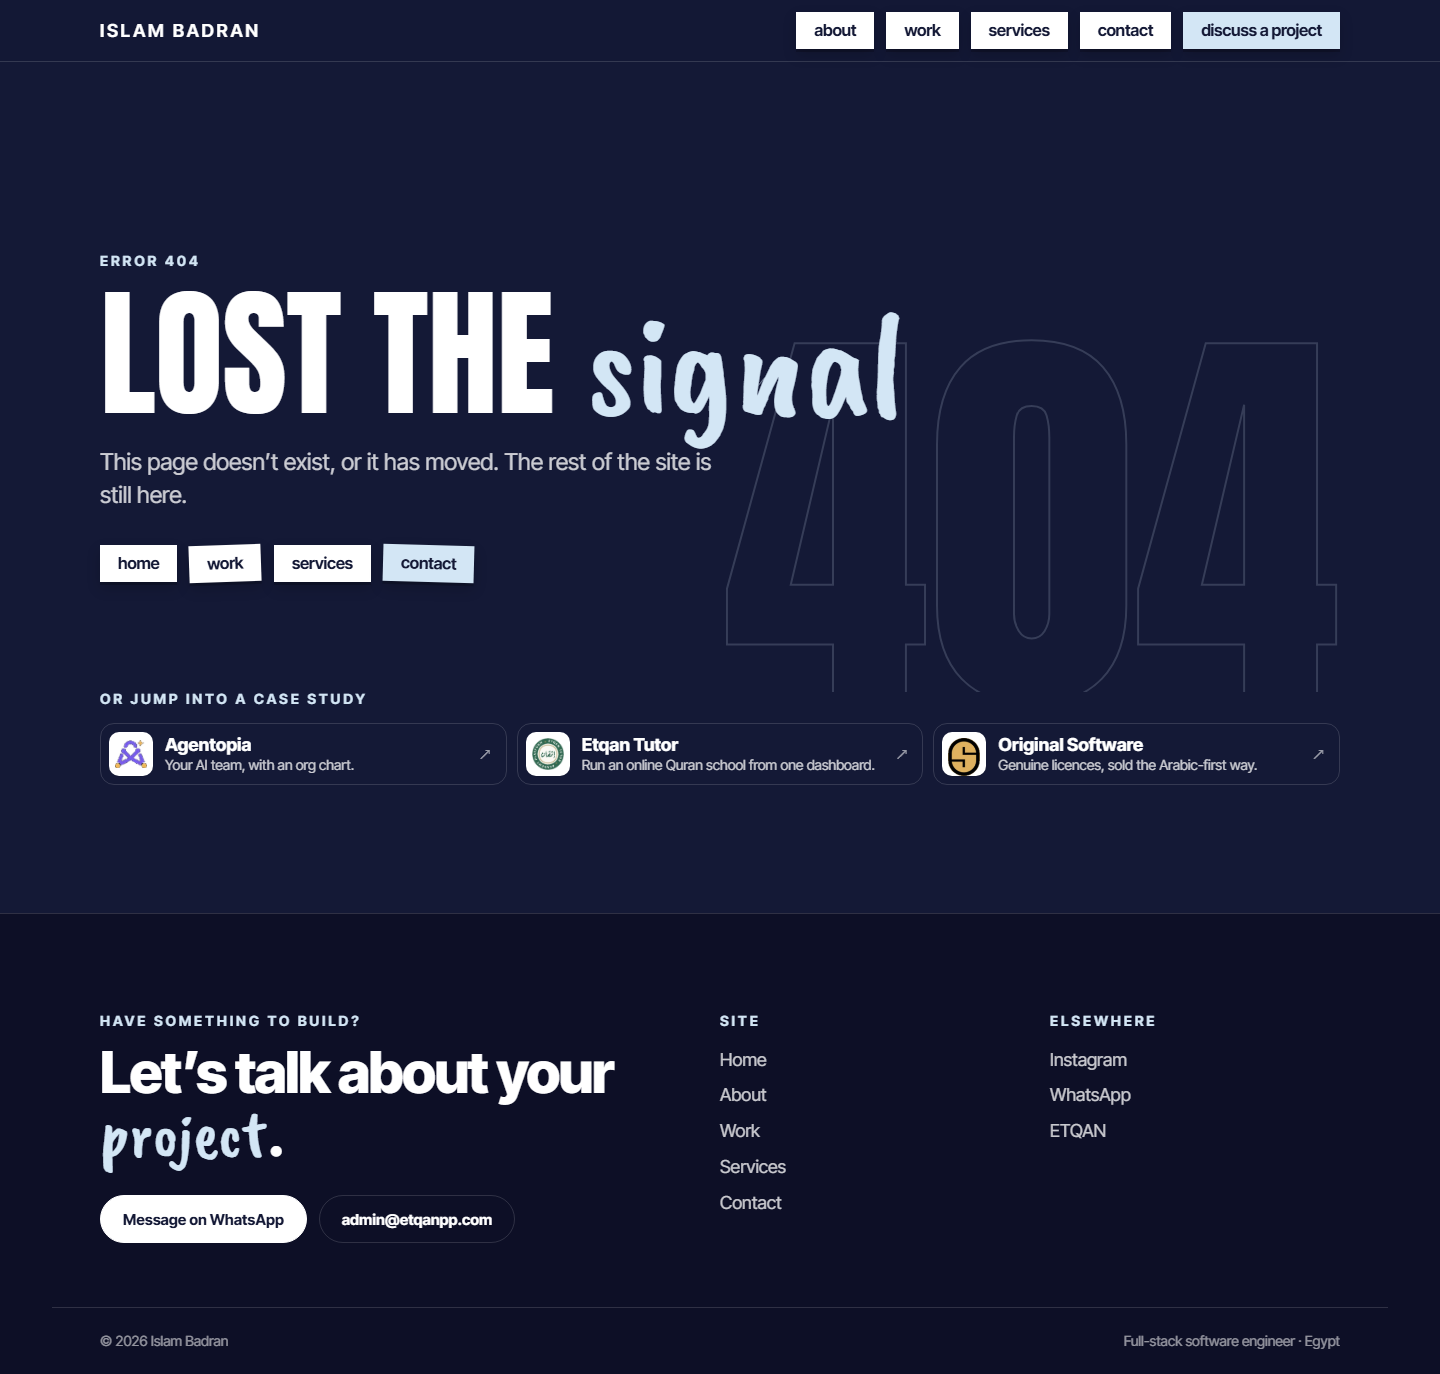 ISLAM BADRAN
about work services contact discuss a project
ERROR 404
LOST THE signal
404
This page doesn’t exist, or it has moved. The rest of the site is
still here.
home work services contact
OR JUMP INTO A CASE STUDY
Agentopia
Your AI team, with an org chart.
↗
Etqan Tutor
Run an online Quran school from one dashboard.
↗
Original Software
Genuine licences, sold the Arabic-first way.
↗
HAVE SOMETHING TO BUILD?
Let’s talk about your
project.
Message on WhatsApp admin@etqanpp.com
SITE
Home
About
Work
Services
Contact
ELSEWHERE
Instagram
WhatsApp
ETQAN
© 2026 Islam Badran
Full-stack software engineer · Egypt